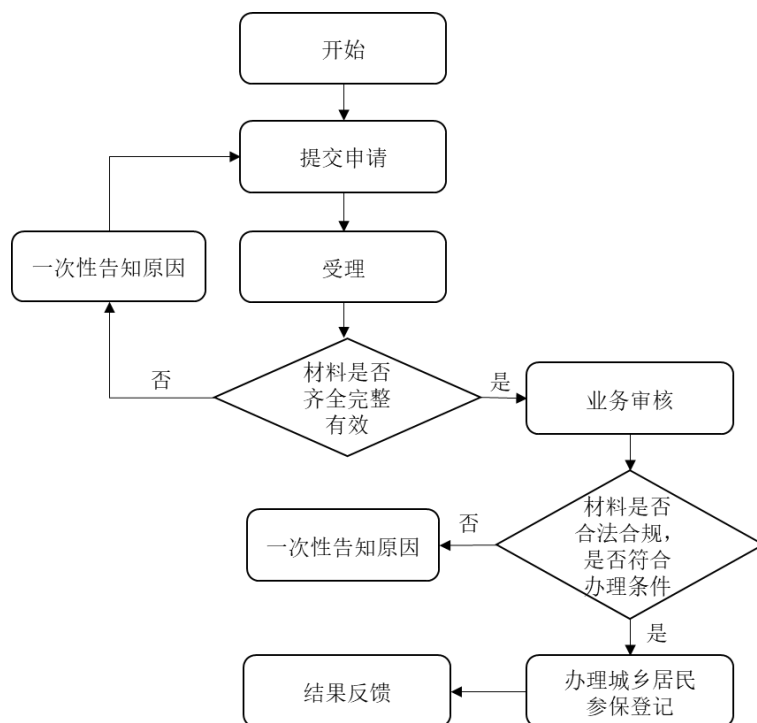 开始
提交申请
一次性告知原因
受理
否
材料是否
齐全完整
有效
是
业务审核
一次性告知原因
否
材料是否
合法合规，
是否符合
办理条件
是
结果反馈
办理城乡居民
参保登记